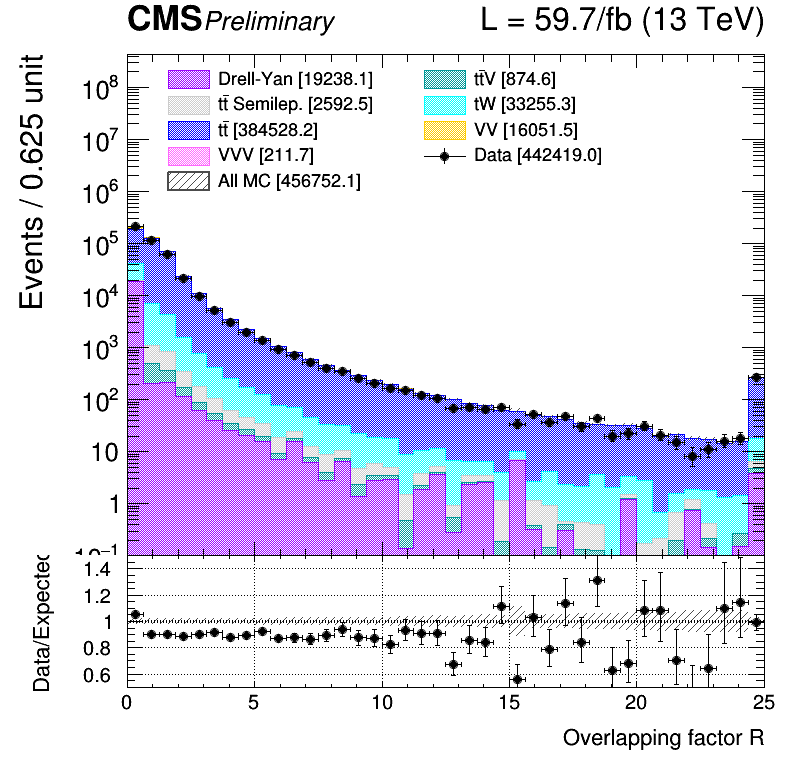 CMS Preliminary L = 59.7/fb (13 TeV)
Events / 0.625 unit
Drell-Yan [19238.1]
tt̄ Semilep. [2592.5]
tt̄ [384528.2]
VVV [211.7]
All MC [456752.1]
tt̄V [874.6]
tW [33255.3]
VV [16051.5]
Data [442419.0]
10⁸
10⁷
10⁶
10⁵
10⁴
10³
10²
10
1
10⁻¹
Data/Expected
1.4
1.2
1
0.8
0.6
0 5 10 15 20 25
Overlapping factor R